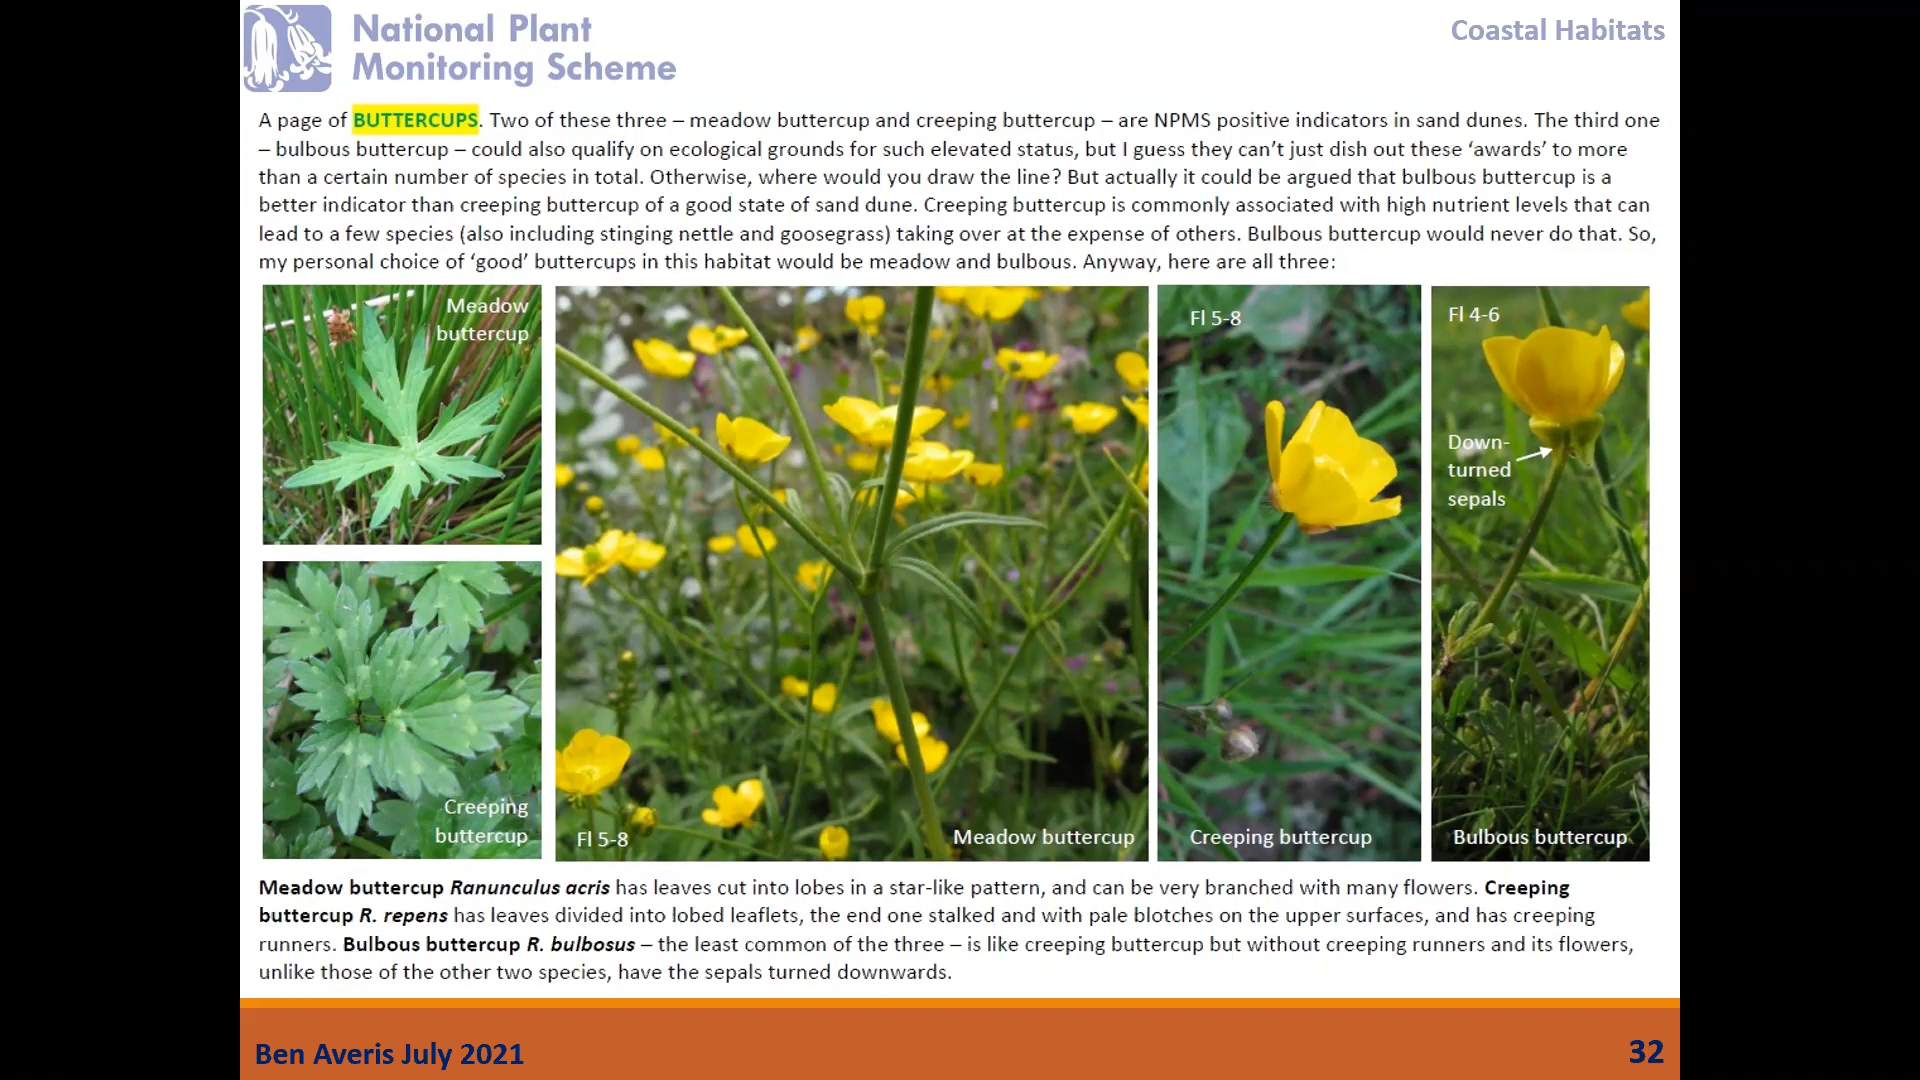 National Plant
Monitoring Scheme
Coastal Habitats
A page of BUTTERCUPS. Two of these three – meadow buttercup and creeping buttercup – are NPMS positive indicators in sand dunes. The third one
– bulbous buttercup – could also qualify on ecological grounds for such elevated status, but I guess they can’t just dish out these ‘awards’ to more
than a certain number of species in total. Otherwise, where would you draw the line? But actually it could be argued that bulbous buttercup is a
better indicator than creeping buttercup of a good state of sand dune. Creeping buttercup is commonly associated with high nutrient levels that can
lead to a few species (also including stinging nettle and goosegrass) taking over at the expense of others. Bulbous buttercup would never do that. So,
my personal choice of ‘good’ buttercups in this habitat would be meadow and bulbous. Anyway, here are all three:
Meadow
buttercup
Creeping
buttercup
Fl 5-8
Meadow buttercup
Fl 5-8
Creeping buttercup
Fl 4-6
Down-
turned
sepals
Bulbous buttercup
Meadow buttercup Ranunculus acris has leaves cut into lobes in a star-like pattern, and can be very branched with many flowers. Creeping
buttercup R. repens has leaves divided into lobed leaflets, the end one stalked and with pale blotches on the upper surfaces, and has creeping
runners. Bulbous buttercup R. bulbosus – the least common of the three – is like creeping buttercup but without creeping runners and its flowers,
unlike those of the other two species, have the sepals turned downwards.
Ben Averis July 2021
32